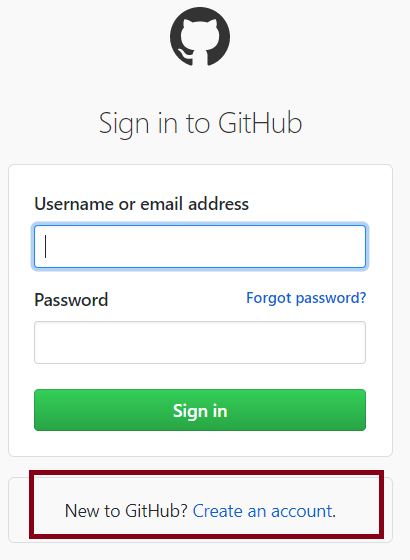 Sign in to GitHub
Username or email address
Password Forgot password?
Sign in
New to GitHub? Create an account.